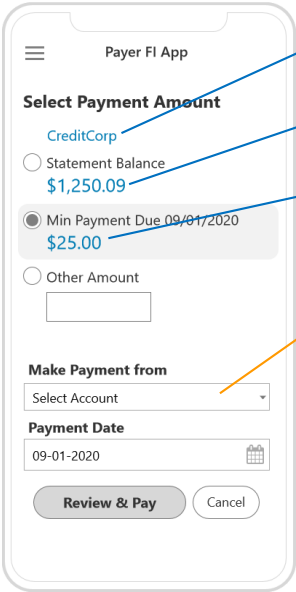 Payer FI App
Select Payment Amount
CreditCorp
Statement Balance
$1,250.09
Min Payment Due 09/01/2020
$25.00
Other Amount
Make Payment from
Select Account
Payment Date
09-01-2020
Review & Pay
Cancel